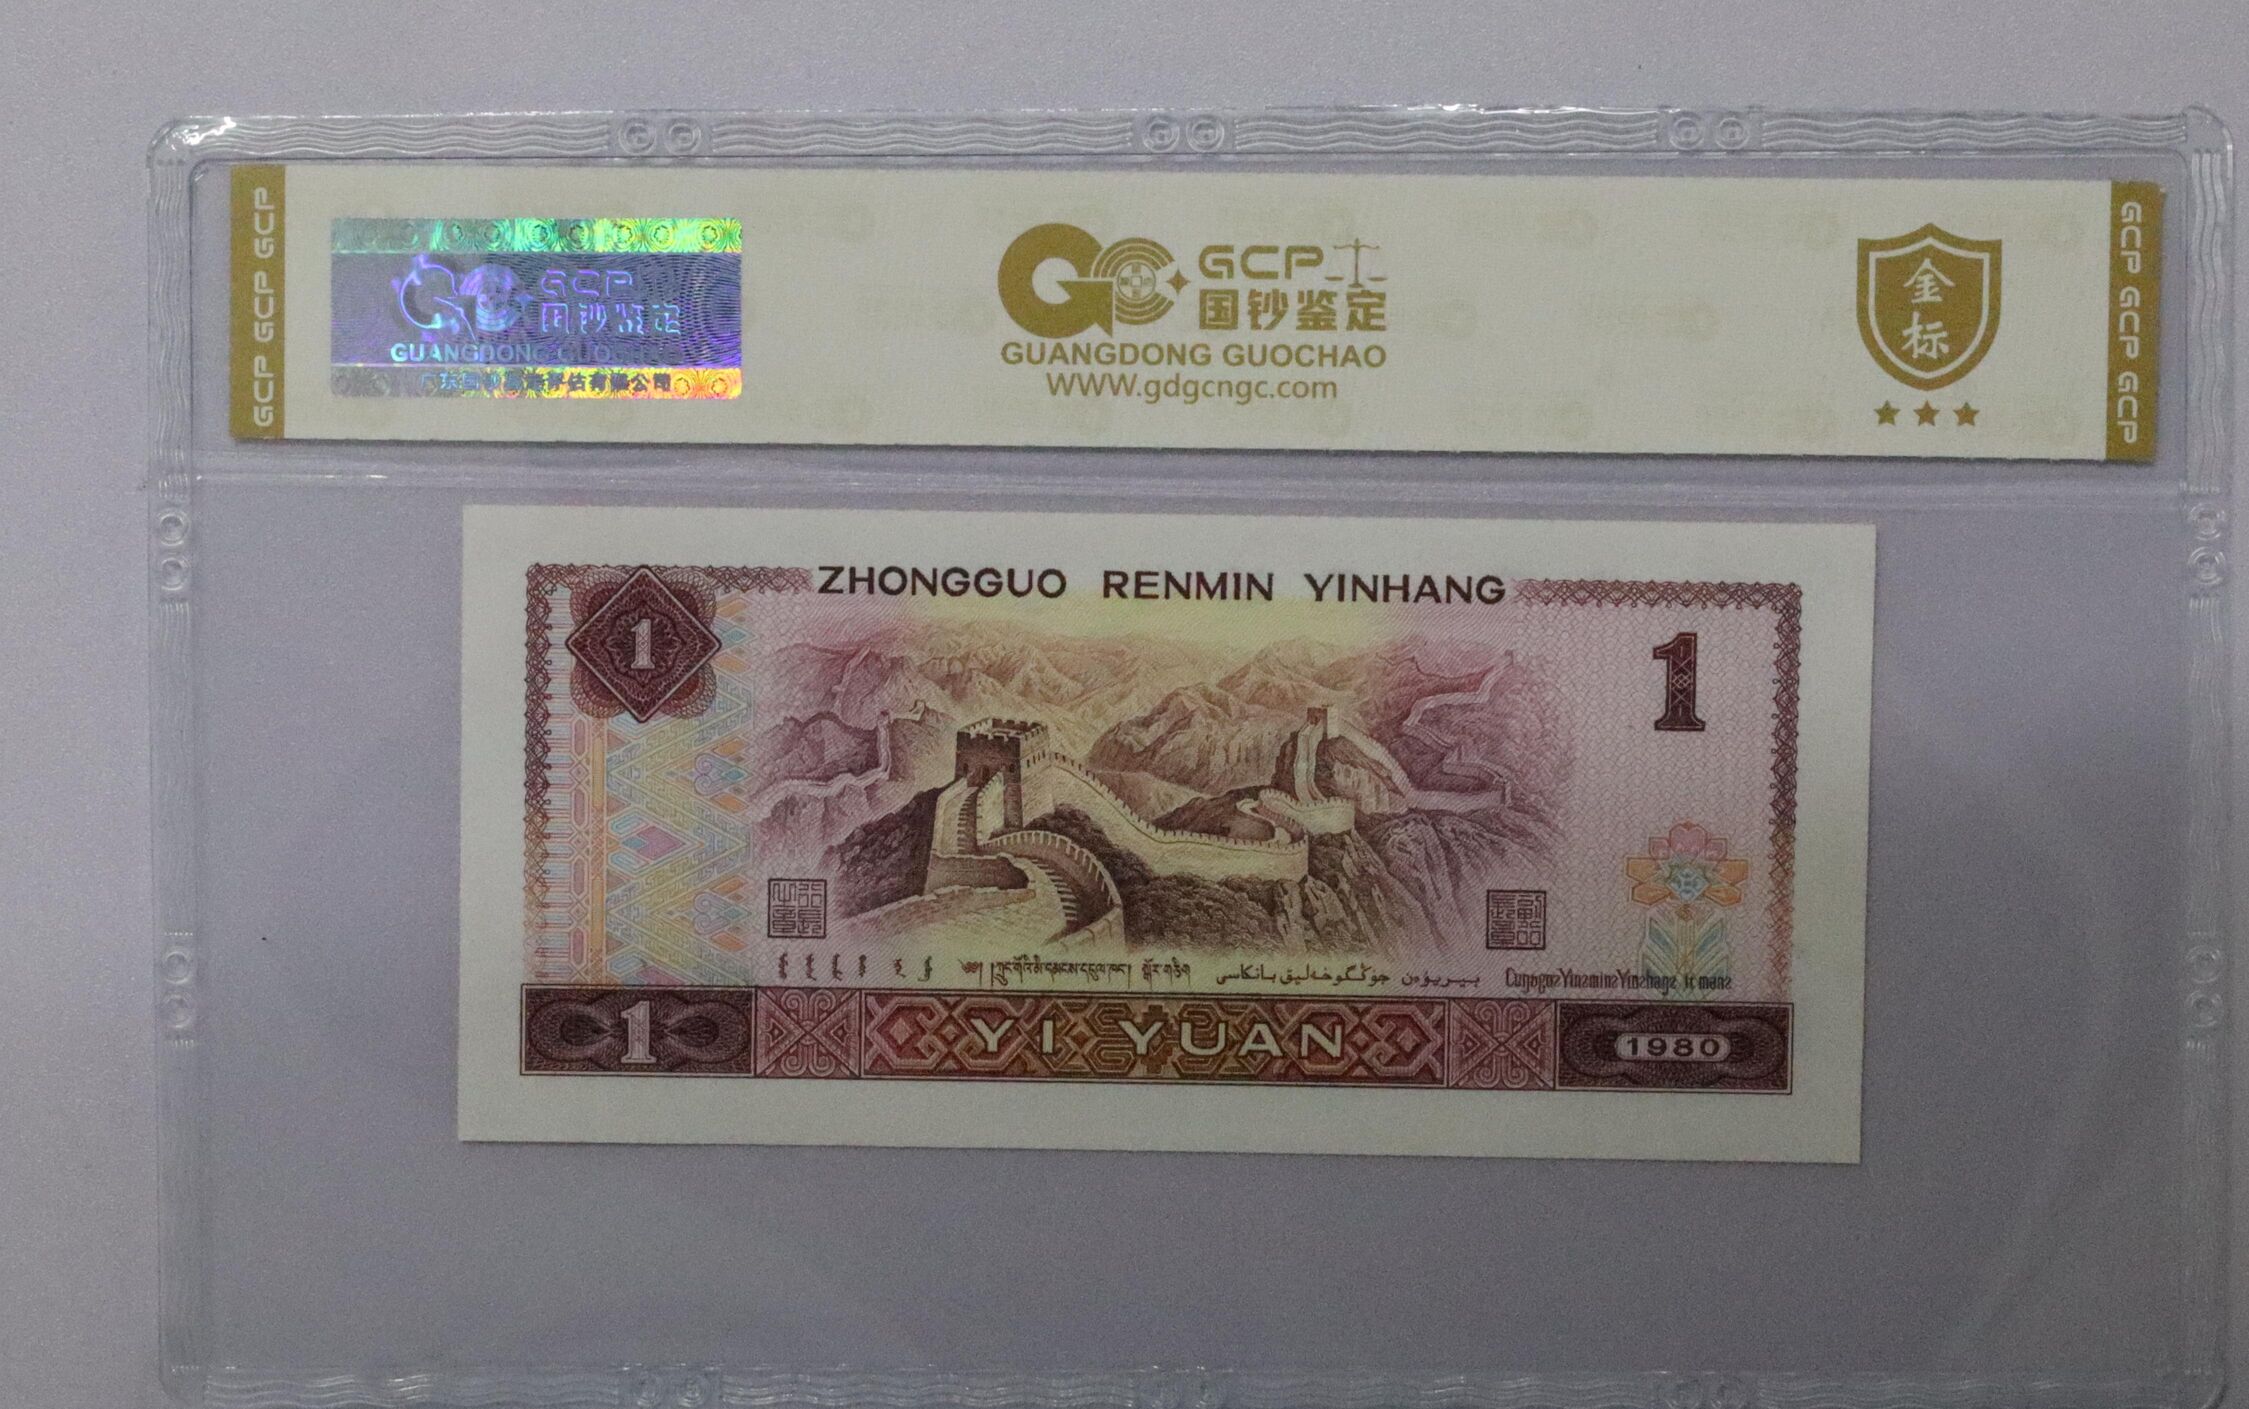 GCP GCP GCP
GCP
国钞鉴定
GUANGDONG GUOCHAO
GCP
国钞鉴定
GUANGDONG GUOCHAO
WWW.gdgcngc.com
金标
GCP GCP GCP
ZHONGGUO RENMIN YINHANG
1
1
1
YI YUAN
1980